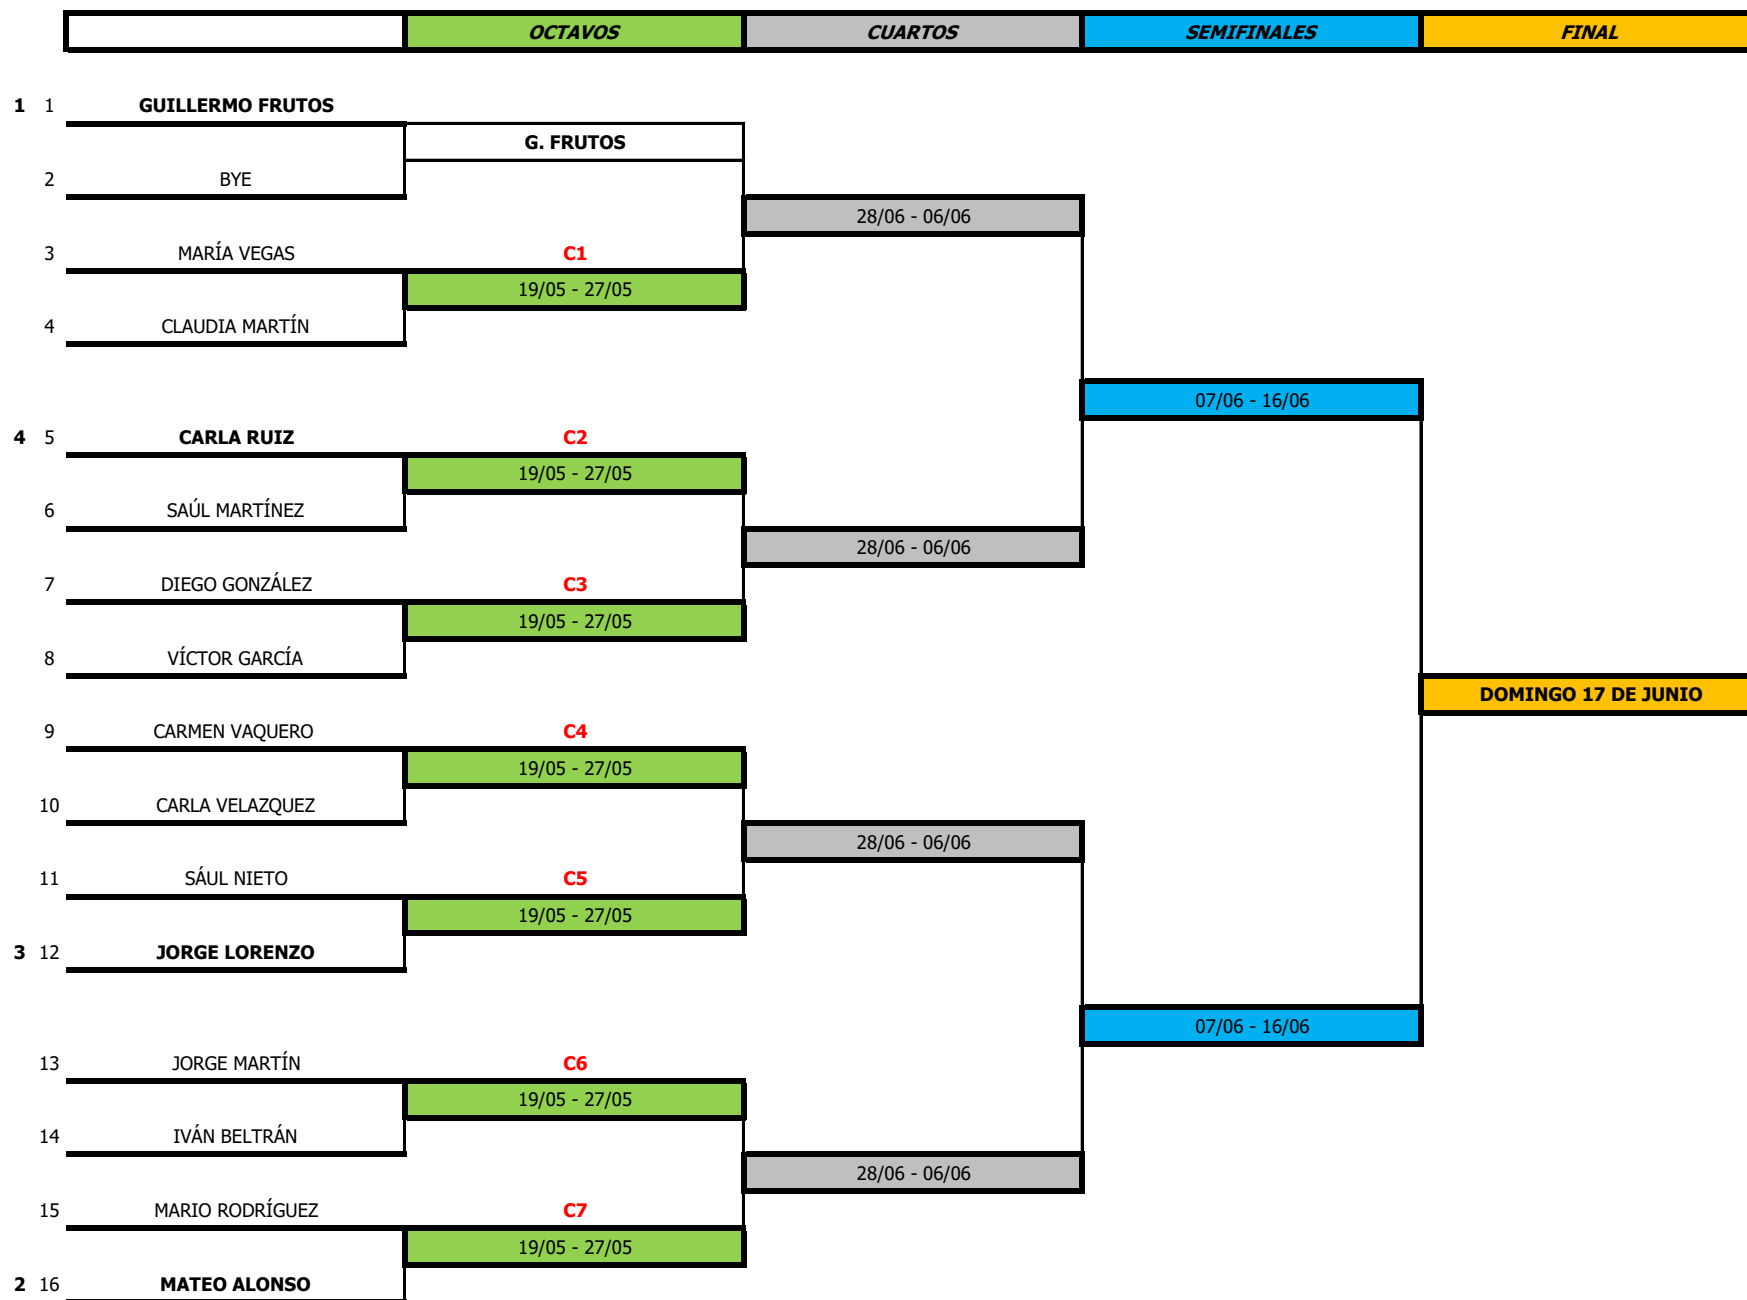 OCTAVOS CUARTOS SEMIFINALES FINAL
1 1 GUILLERMO FRUTOS
G. FRUTOS
2 BYE
28/06 - 06/06
3 MARÍA VEGAS C1
19/05 - 27/05
4 CLAUDIA MARTÍN
07/06 - 16/06
4 5 CARLA RUIZ C2
19/05 - 27/05
6 SAÚL MARTÍNEZ
28/06 - 06/06
7 DIEGO GONZÁLEZ C3
19/05 - 27/05
8 VÍCTOR GARCÍA
DOMINGO 17 DE JUNIO
9 CARMEN VAQUERO C4
19/05 - 27/05
10 CARLA VELAZQUEZ
28/06 - 06/06
11 SÁUL NIETO C5
19/05 - 27/05
3 12 JORGE LORENZO
07/06 - 16/06
13 JORGE MARTÍN C6
19/05 - 27/05
14 IVÁN BELTRÁN
28/06 - 06/06
15 MARIO RODRÍGUEZ C7
19/05 - 27/05
2 16 MATEO ALONSO